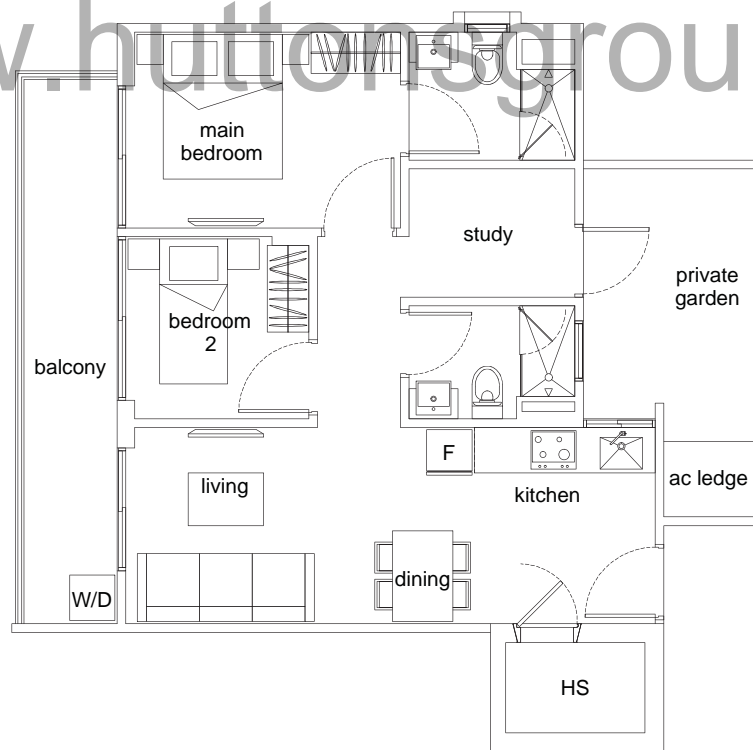 w.huttonsgrou
main
bedroom
study
private
garden
bedroom
2
balcony
F
living
ac ledge
kitchen
dining
W/D
HS